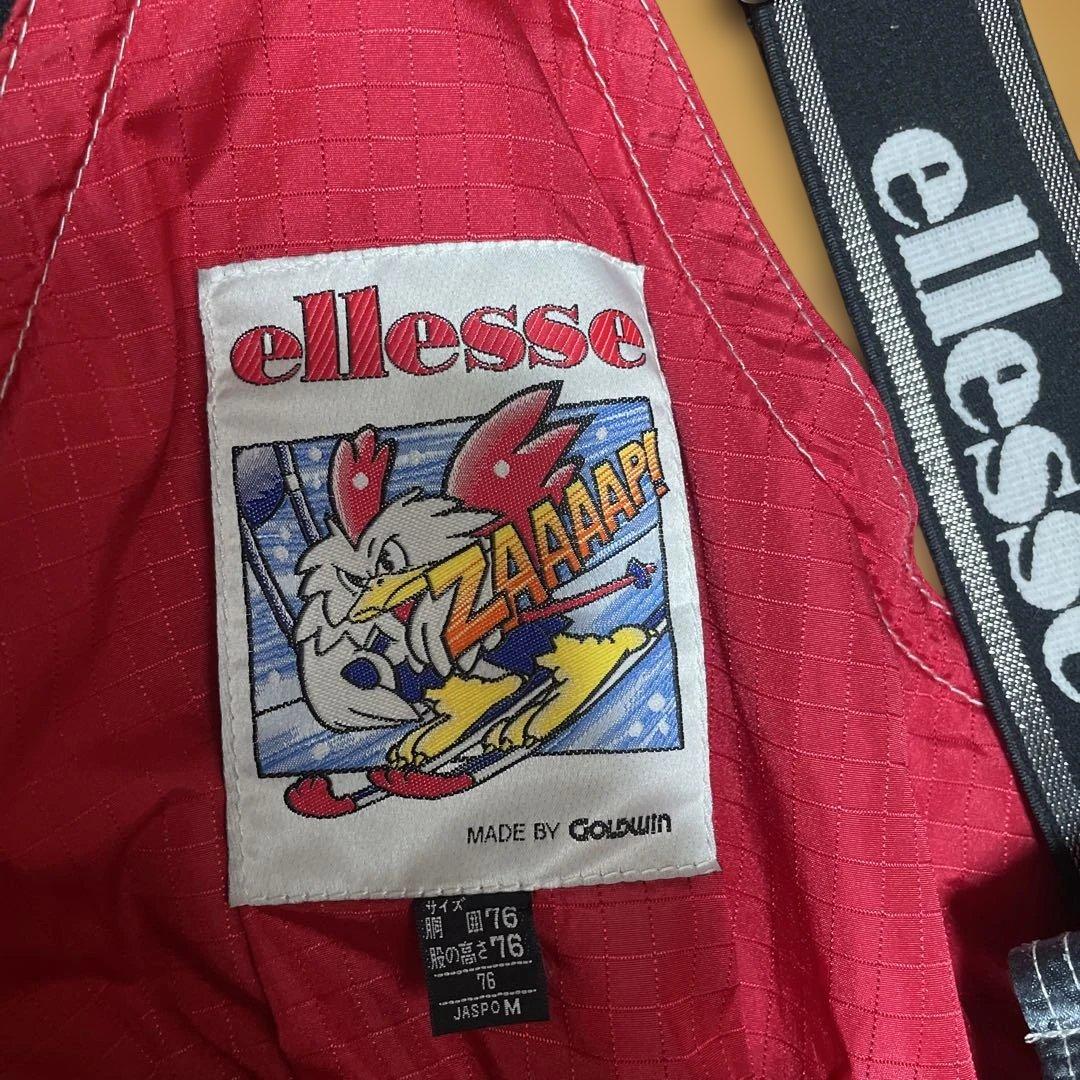 ellesse
ZAAAAAP!
MADE BY GOLDWIN
サイズ
胴 囲76
股の高さ76
76
JASPO M
ellesse